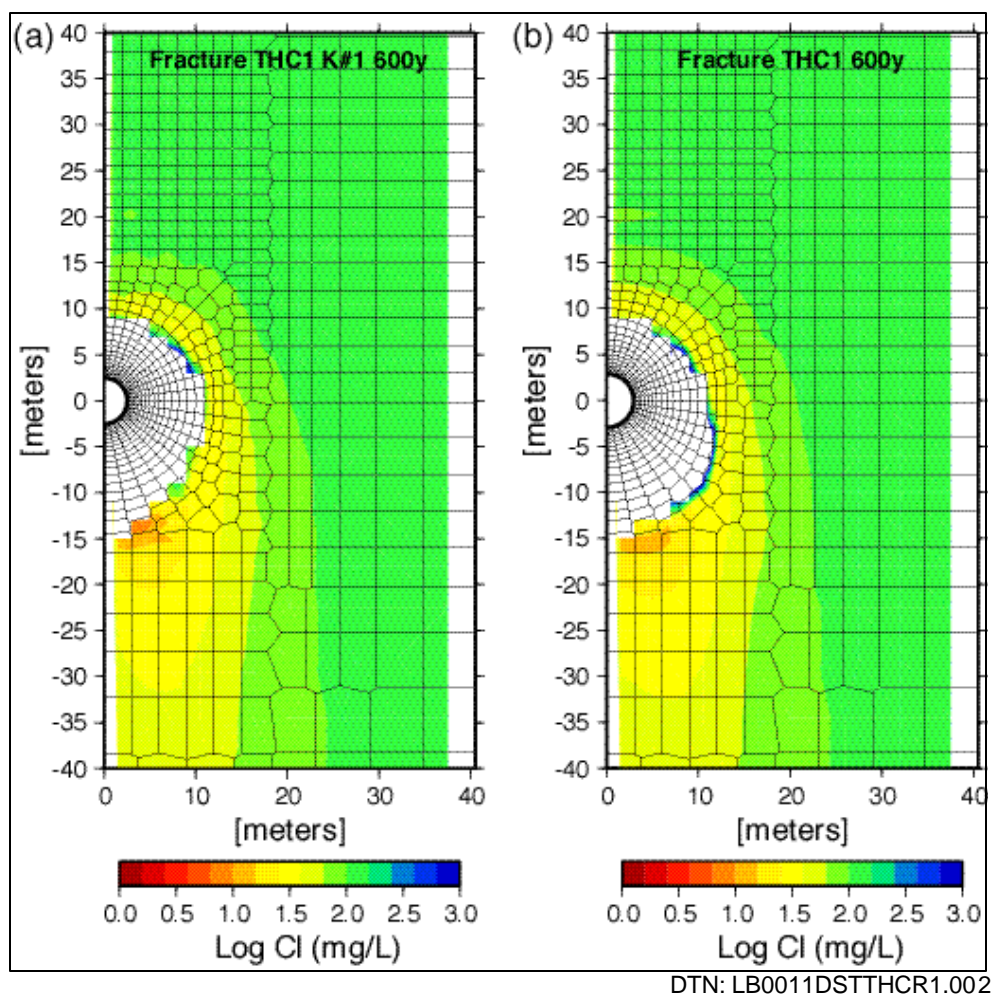 (a)
Fracture THC1 K#1 600y
40
35
30
25
20
15
10
5
0
-5
-10
-15
-20
-25
-30
-35
-40
[meters]
0 10 20 30 40
[meters]
0.0 0.5 1.0 1.5 2.0 2.5 3.0
Log Cl (mg/L)
(b)
Fracture THC1 600y
40
35
30
25
20
15
10
5
0
-5
-10
-15
-20
-25
-30
-35
-40
[meters]
0 10 20 30 40
[meters]
0.0 0.5 1.0 1.5 2.0 2.5 3.0
Log Cl (mg/L)
DTN: LB0011DSTTHCR1.002